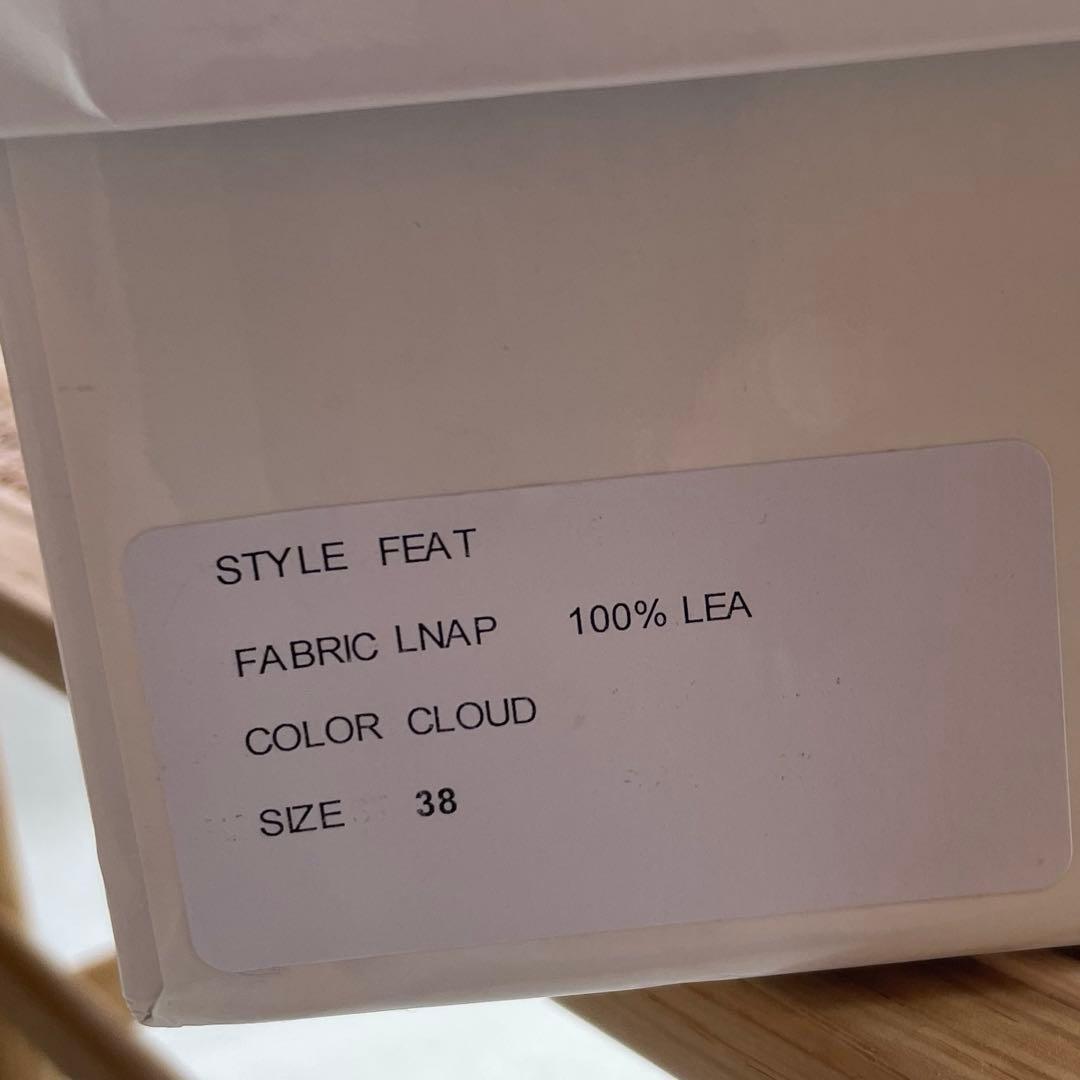 STYLE FEAT
FABRIC LNAP 100% LEA
COLOR CLOUD
SIZE 38